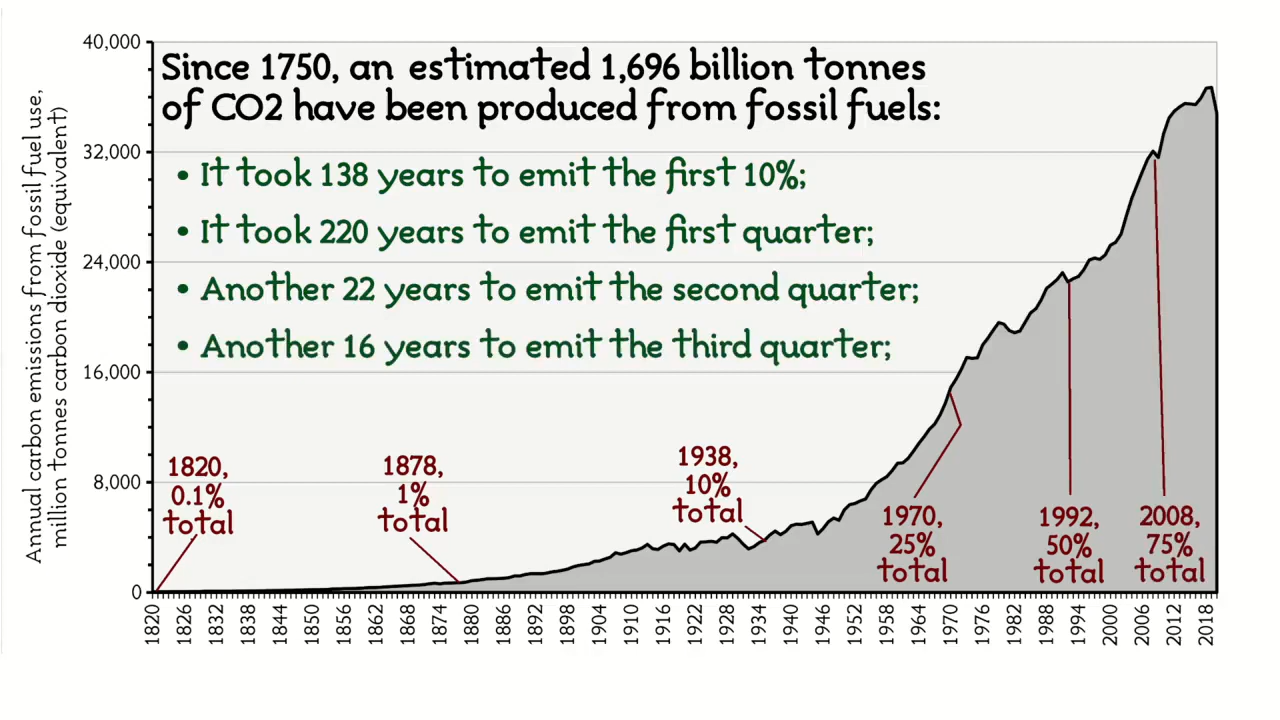 Since 1750, an estimated 1,696 billion tonnes
of CO2 have been produced from fossil fuels:
• It took 138 years to emit the first 10%;
• It took 220 years to emit the first quarter;
• Another 22 years to emit the second quarter;
• Another 16 years to emit the third quarter;
Annual carbon emissions from fossil fuel use,
million tonnes carbon dioxide (equivalent)
40,000
32,000
24,000
16,000
8,000
0
1820,
0.1%
total
1878,
1%
total
1938,
10%
total
1970,
25%
total
1992,
50%
total
2008,
75%
total
1820 1826 1832 1838 1844 1850 1856 1862 1868 1874 1880 1886 1892 1898 1904 1910 1916 1922 1928 1934 1940 1946 1952 1958 1964 1970 1976 1982 1988 1994 2000 2006 2012 2018